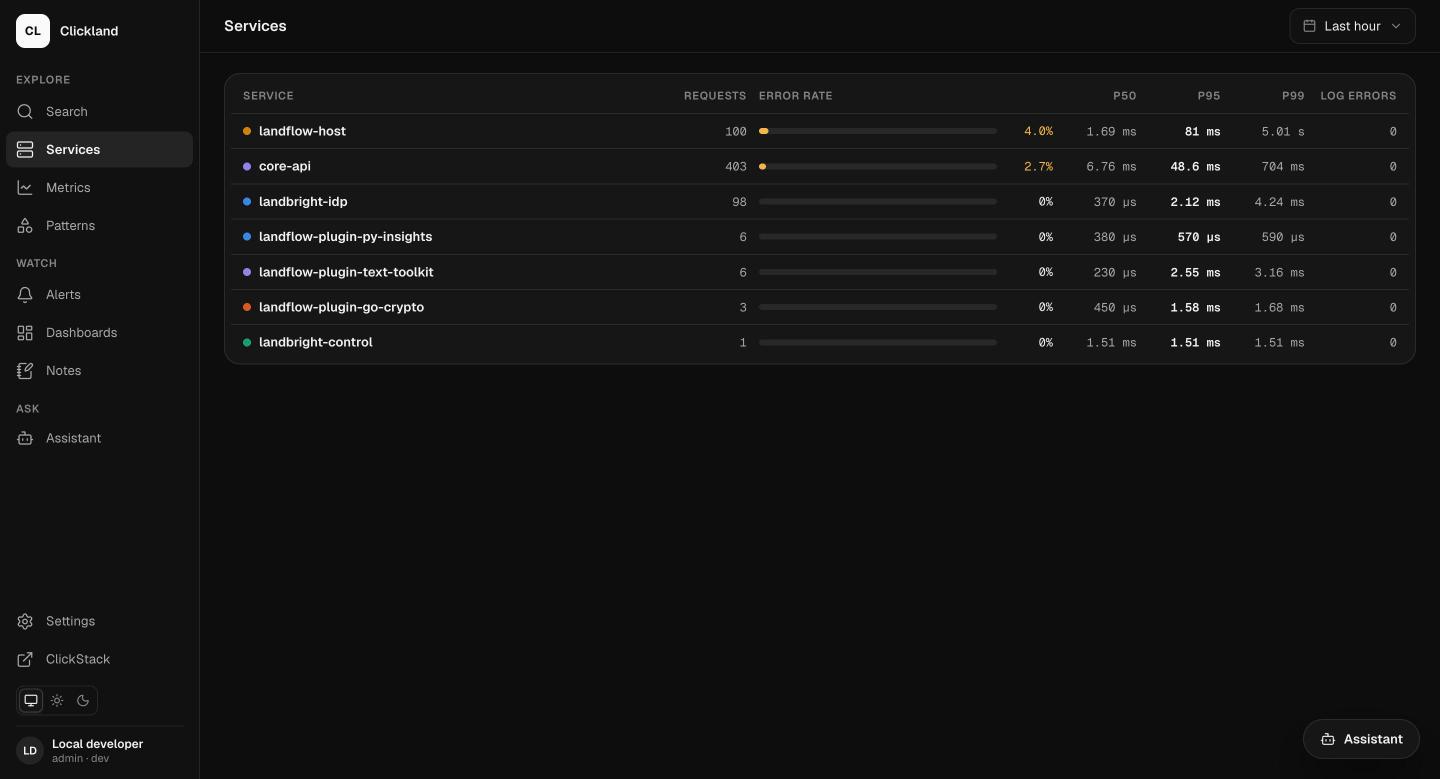 CL Clickland
EXPLORE
Search
Services
Metrics
Patterns
WATCH
Alerts
Dashboards
Notes
ASK
Assistant
Settings
ClickStack
LD Local developer
admin · dev
Services
Last hour
SERVICE REQUESTS ERROR RATE P50 P95 P99 LOG ERRORS
landflow-host 100 4.0% 1.69 ms 81 ms 5.01 s 0
core-api 403 2.7% 6.76 ms 48.6 ms 704 ms 0
landbright-idp 98 0% 370 µs 2.12 ms 4.24 ms 0
landflow-plugin-py-insights 6 0% 380 µs 570 µs 590 µs 0
landflow-plugin-text-toolkit 6 0% 230 µs 2.55 ms 3.16 ms 0
landflow-plugin-go-crypto 3 0% 450 µs 1.58 ms 1.68 ms 0
landbright-control 1 0% 1.51 ms 1.51 ms 1.51 ms 0
Assistant